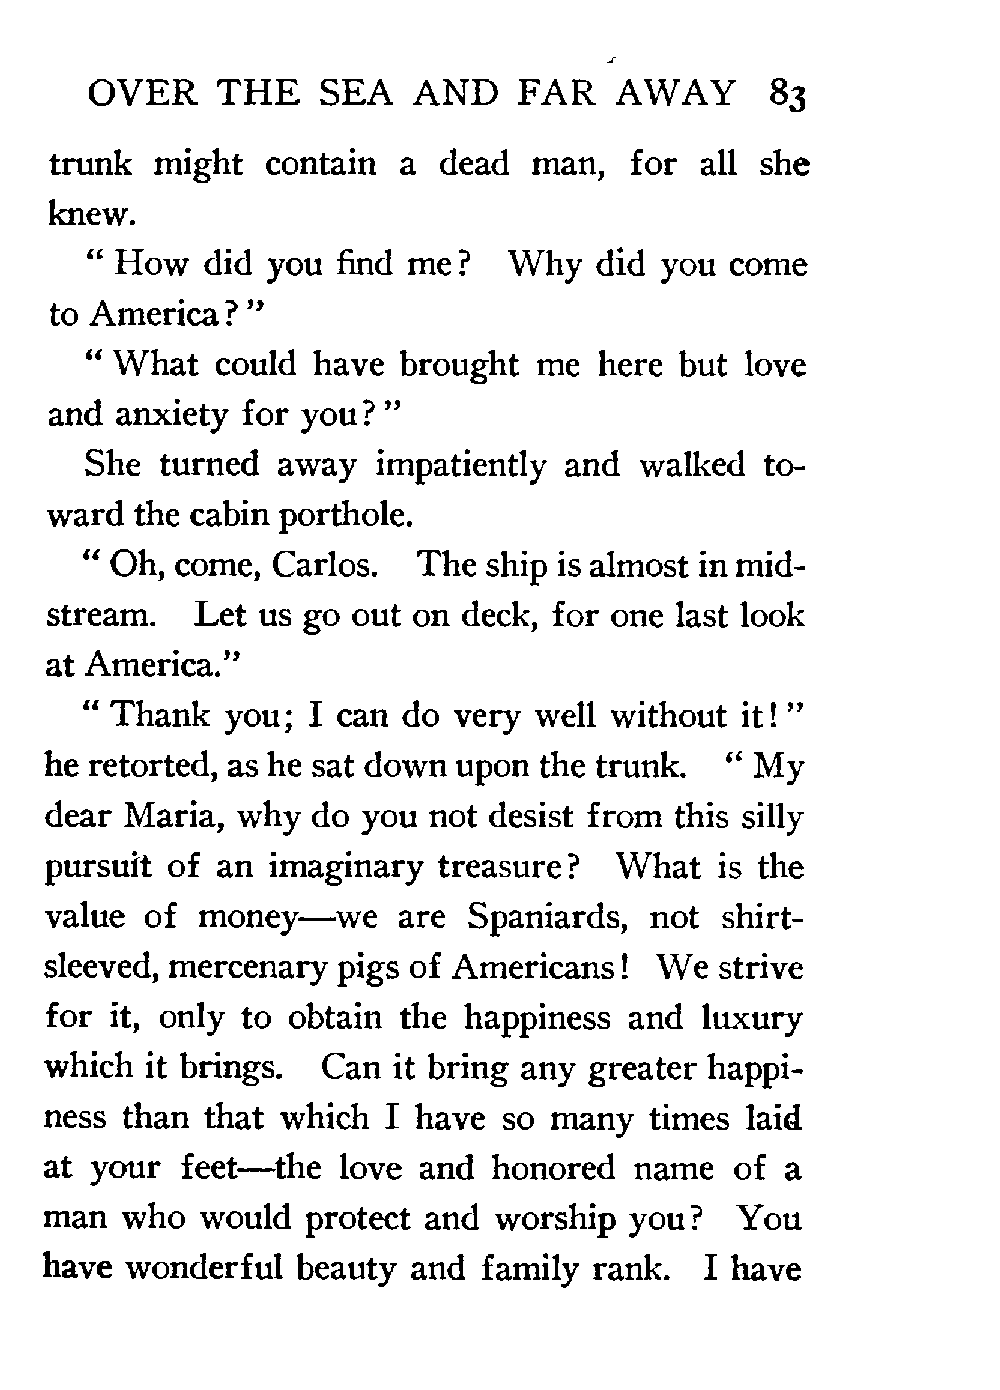 OVER THE SEA AND FAR AWAY 83
trunk might contain a dead man, for all she
knew.
“ How did you find me? Why did you come
to America? ”
“ What could have brought me here but love
and anxiety for you? ”
She turned away impatiently and walked to-
ward the cabin porthole.
“ Oh, come, Carlos. The ship is almost in mid-
stream. Let us go out on deck, for one last look
at America.”
“ Thank you; I can do very well without it! ”
he retorted, as he sat down upon the trunk. “ My
dear Maria, why do you not desist from this silly
pursuit of an imaginary treasure? What is the
value of money—we are Spaniards, not shirt-
sleeved, mercenary pigs of Americans! We strive
for it, only to obtain the happiness and luxury
which it brings. Can it bring any greater happi-
ness than that which I have so many times laid
at your feet—the love and honored name of a
man who would protect and worship you? You
have wonderful beauty and family rank. I have